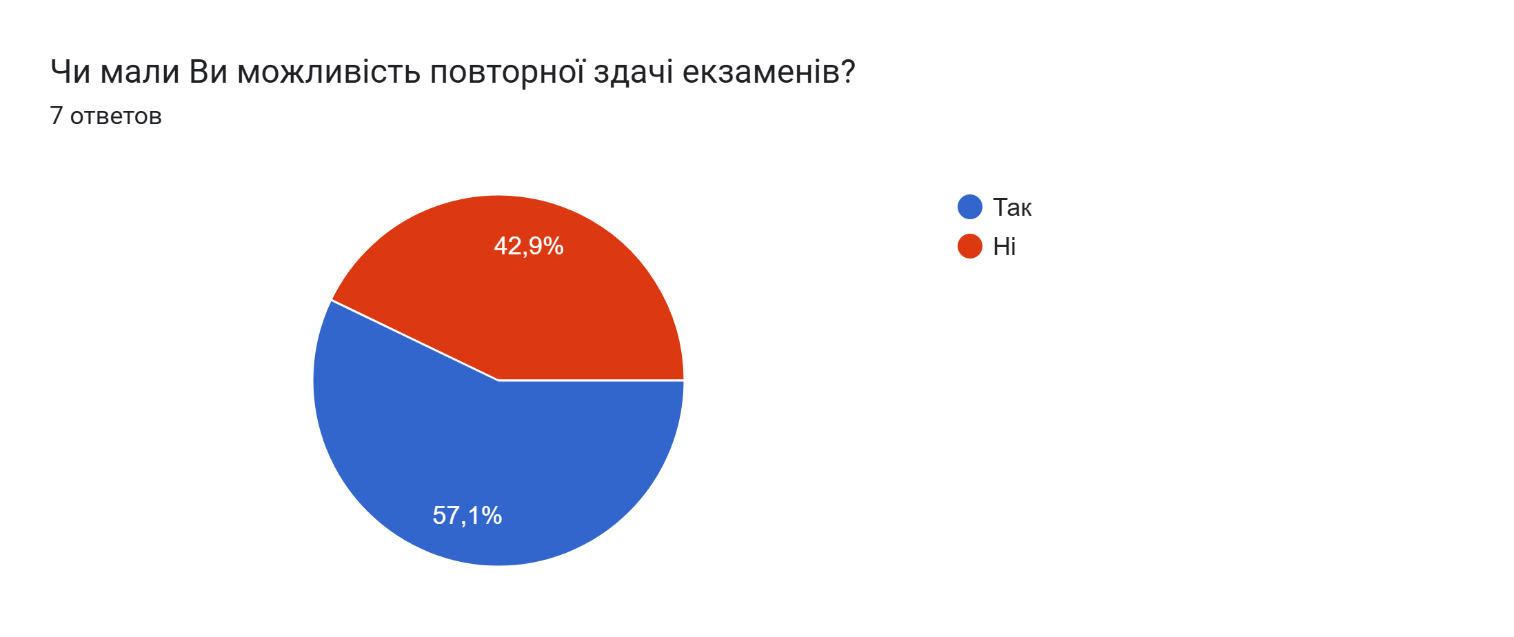 Чи мали Ви можливість повторної здачі екзаменів?
7 ответов
42,9%
57,1%
Так
Ні